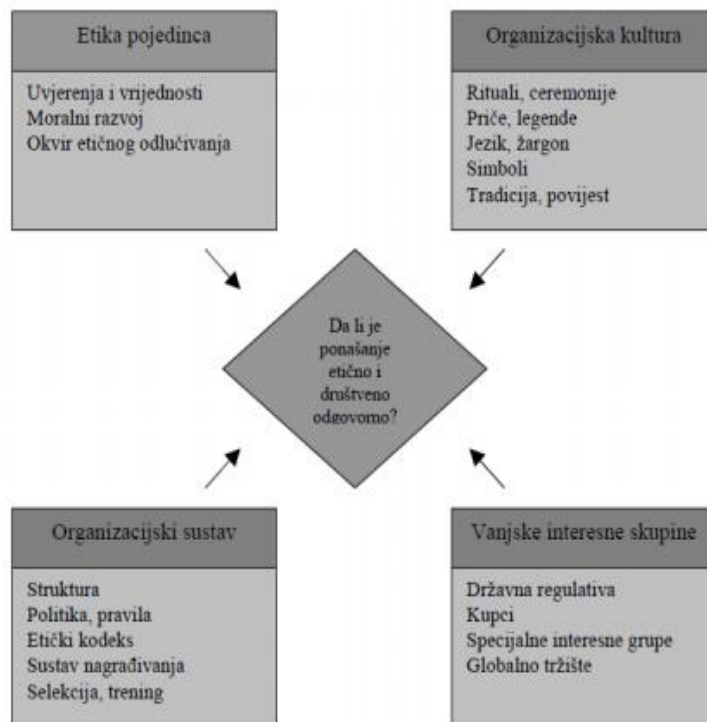 Etika pojedinca
Uvjerenja i vrijednosti
Moralni razvoj
Okvir etičnog odlučivanja
Organizacijska kultura
Rituali, ceremonije
Priče, legende
Jezik, žargon
Simboli
Tradicija, povijest
Da li je
ponašanje
etično i
društveno
odgovorno?
Organizacijski sustav
Struktura
Politika, pravila
Etički kodeks
Sustav nagrađivanja
Selekcija, trening
Vanjske interesne skupine
Državna regulativa
Kupci
Specijalne interesne grupe
Globalno tržište